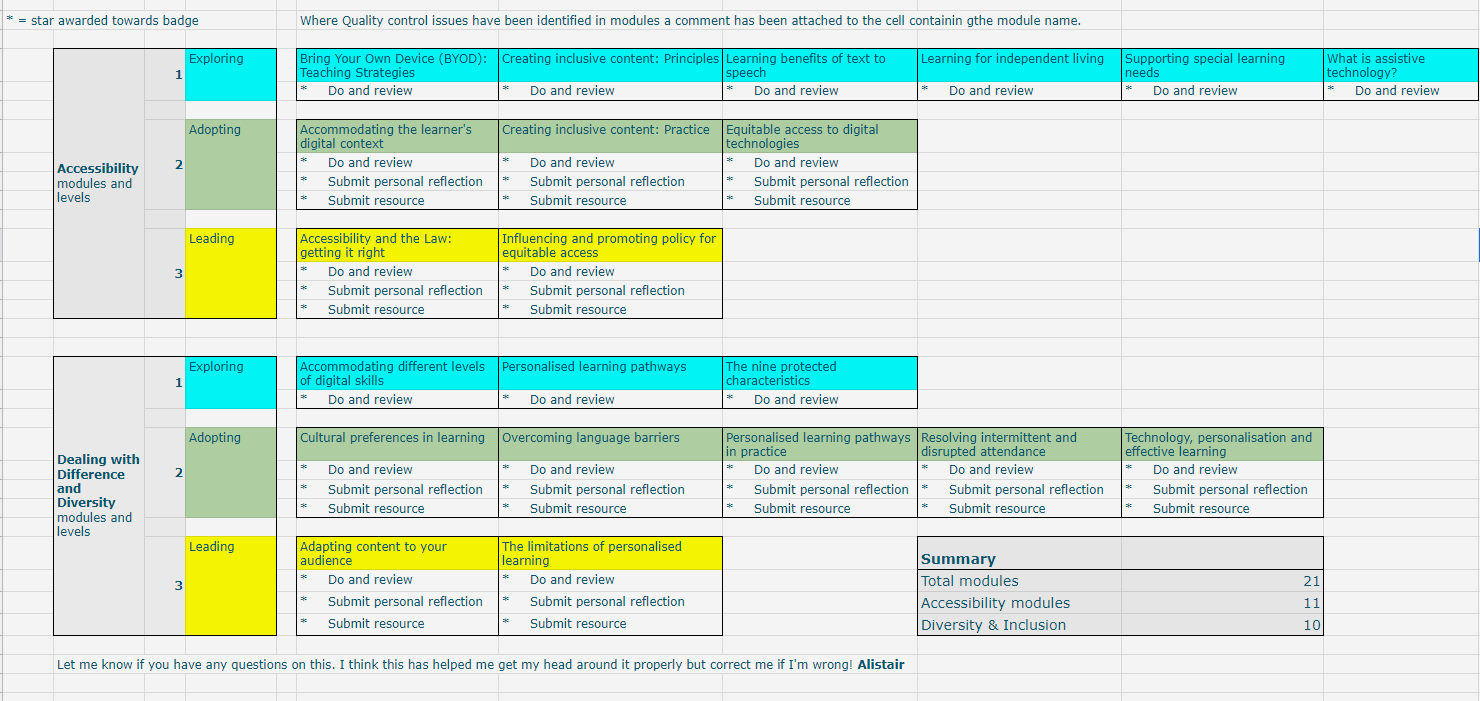 * = star awarded towards badge
Where Quality control issues have been identified in modules a comment has been attached to the cell containin gthe module name.
Accessibility
modules and
levels
1
Exploring
Bring Your Own Device (BYOD):
Teaching Strategies
* Do and review
Creating inclusive content: Principles
* Do and review
Learning benefits of text to
speech
* Do and review
Learning for independent living
* Do and review
Supporting special learning
needs
* Do and review
What is assistive
technology?
* Do and review
2
Adopting
Accommodating the learner's
digital context
* Do and review
* Submit personal reflection
* Submit resource
Creating inclusive content: Practice
* Do and review
* Submit personal reflection
* Submit resource
Equitable access to digital
technologies
* Do and review
* Submit personal reflection
* Submit resource
3
Leading
Accessibility and the Law:
getting it right
* Do and review
* Submit personal reflection
* Submit resource
Influencing and promoting policy for
equitable access
* Do and review
* Submit personal reflection
* Submit resource
Dealing with
Difference
and
Diversity
modules and
levels
1
Exploring
Accommodating different levels
of digital skills
* Do and review
Personalised learning pathways
* Do and review
The nine protected
characteristics
* Do and review
2
Adopting
Cultural preferences in learning
* Do and review
* Submit personal reflection
* Submit resource
Overcoming language barriers
* Do and review
* Submit personal reflection
* Submit resource
Personalised learning pathways
in practice
* Do and review
* Submit personal reflection
* Submit resource
Resolving intermittent and
disrupted attendance
* Do and review
* Submit personal reflection
* Submit resource
Technology, personalisation and
effective learning
* Do and review
* Submit personal reflection
* Submit resource
3
Leading
Adapting content to your
audience
* Do and review
* Submit personal reflection
* Submit resource
The limitations of personalised
learning
* Do and review
* Submit personal reflection
* Submit resource
Summary
Total modules 21
Accessibility modules 11
Diversity & Inclusion 10
Let me know if you have any questions on this. I think this has helped me get my head around it properly but correct me if I'm wrong! Alistair